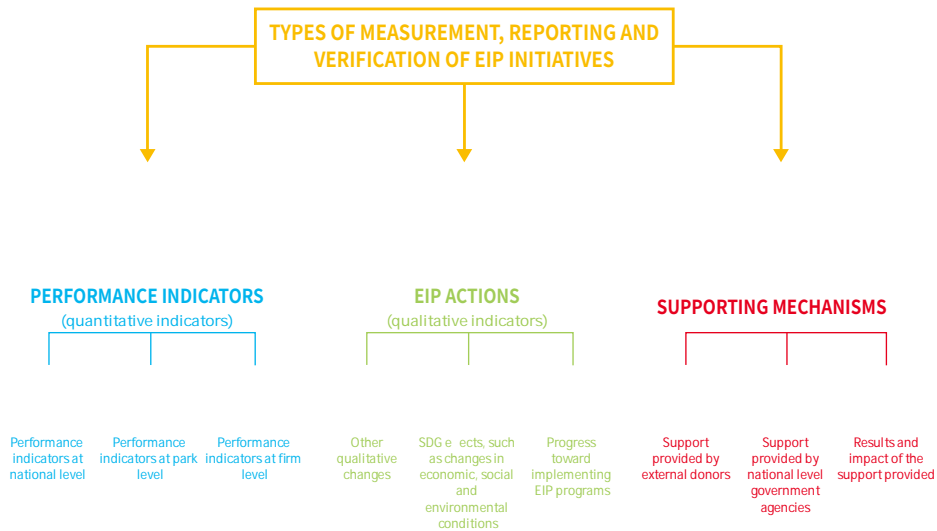 TYPES OF MEASUREMENT, REPORTING AND
VERIFICATION OF EIP INITIATIVES
PERFORMANCE INDICATORS
(quantitative indicators)
Performance
indicators at
national level
Performance
indicators at park
level
Performance
indicators at firm
level
EIP ACTIONS
(qualitative indicators)
Other
qualitative
changes
SDG e ects, such
as changes in
economic, social
and
environmental
conditions
Progress
toward
implementing
EIP programs
SUPPORTING MECHANISMS
Support
provided by
external donors
Support
provided by
national level
government
agencies
Results and
impact of the
support provided